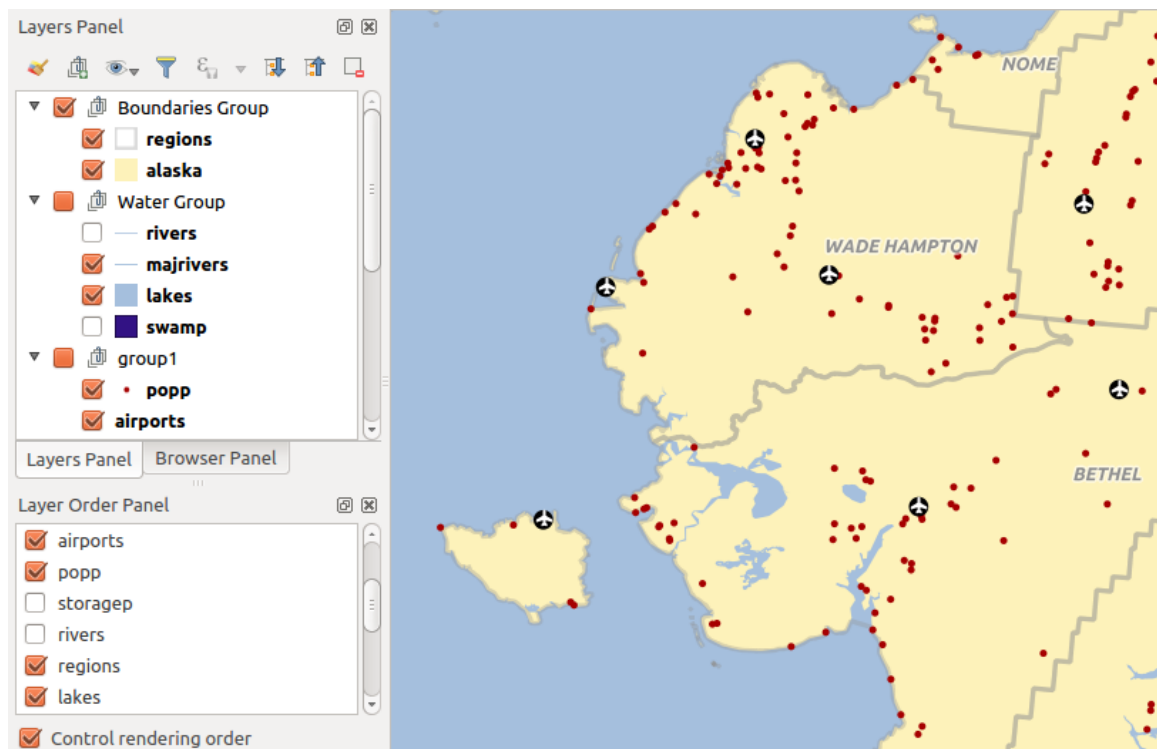 Layers Panel
Boundaries Group
regions
alaska
Water Group
rivers
majrivers
lakes
swamp
group1
popp
airports
Layers Panel
Browser Panel
Layer Order Panel
airports
popp
storagep
rivers
regions
lakes
Control rendering order
NOME
WADE HAMPTON
BETHEL